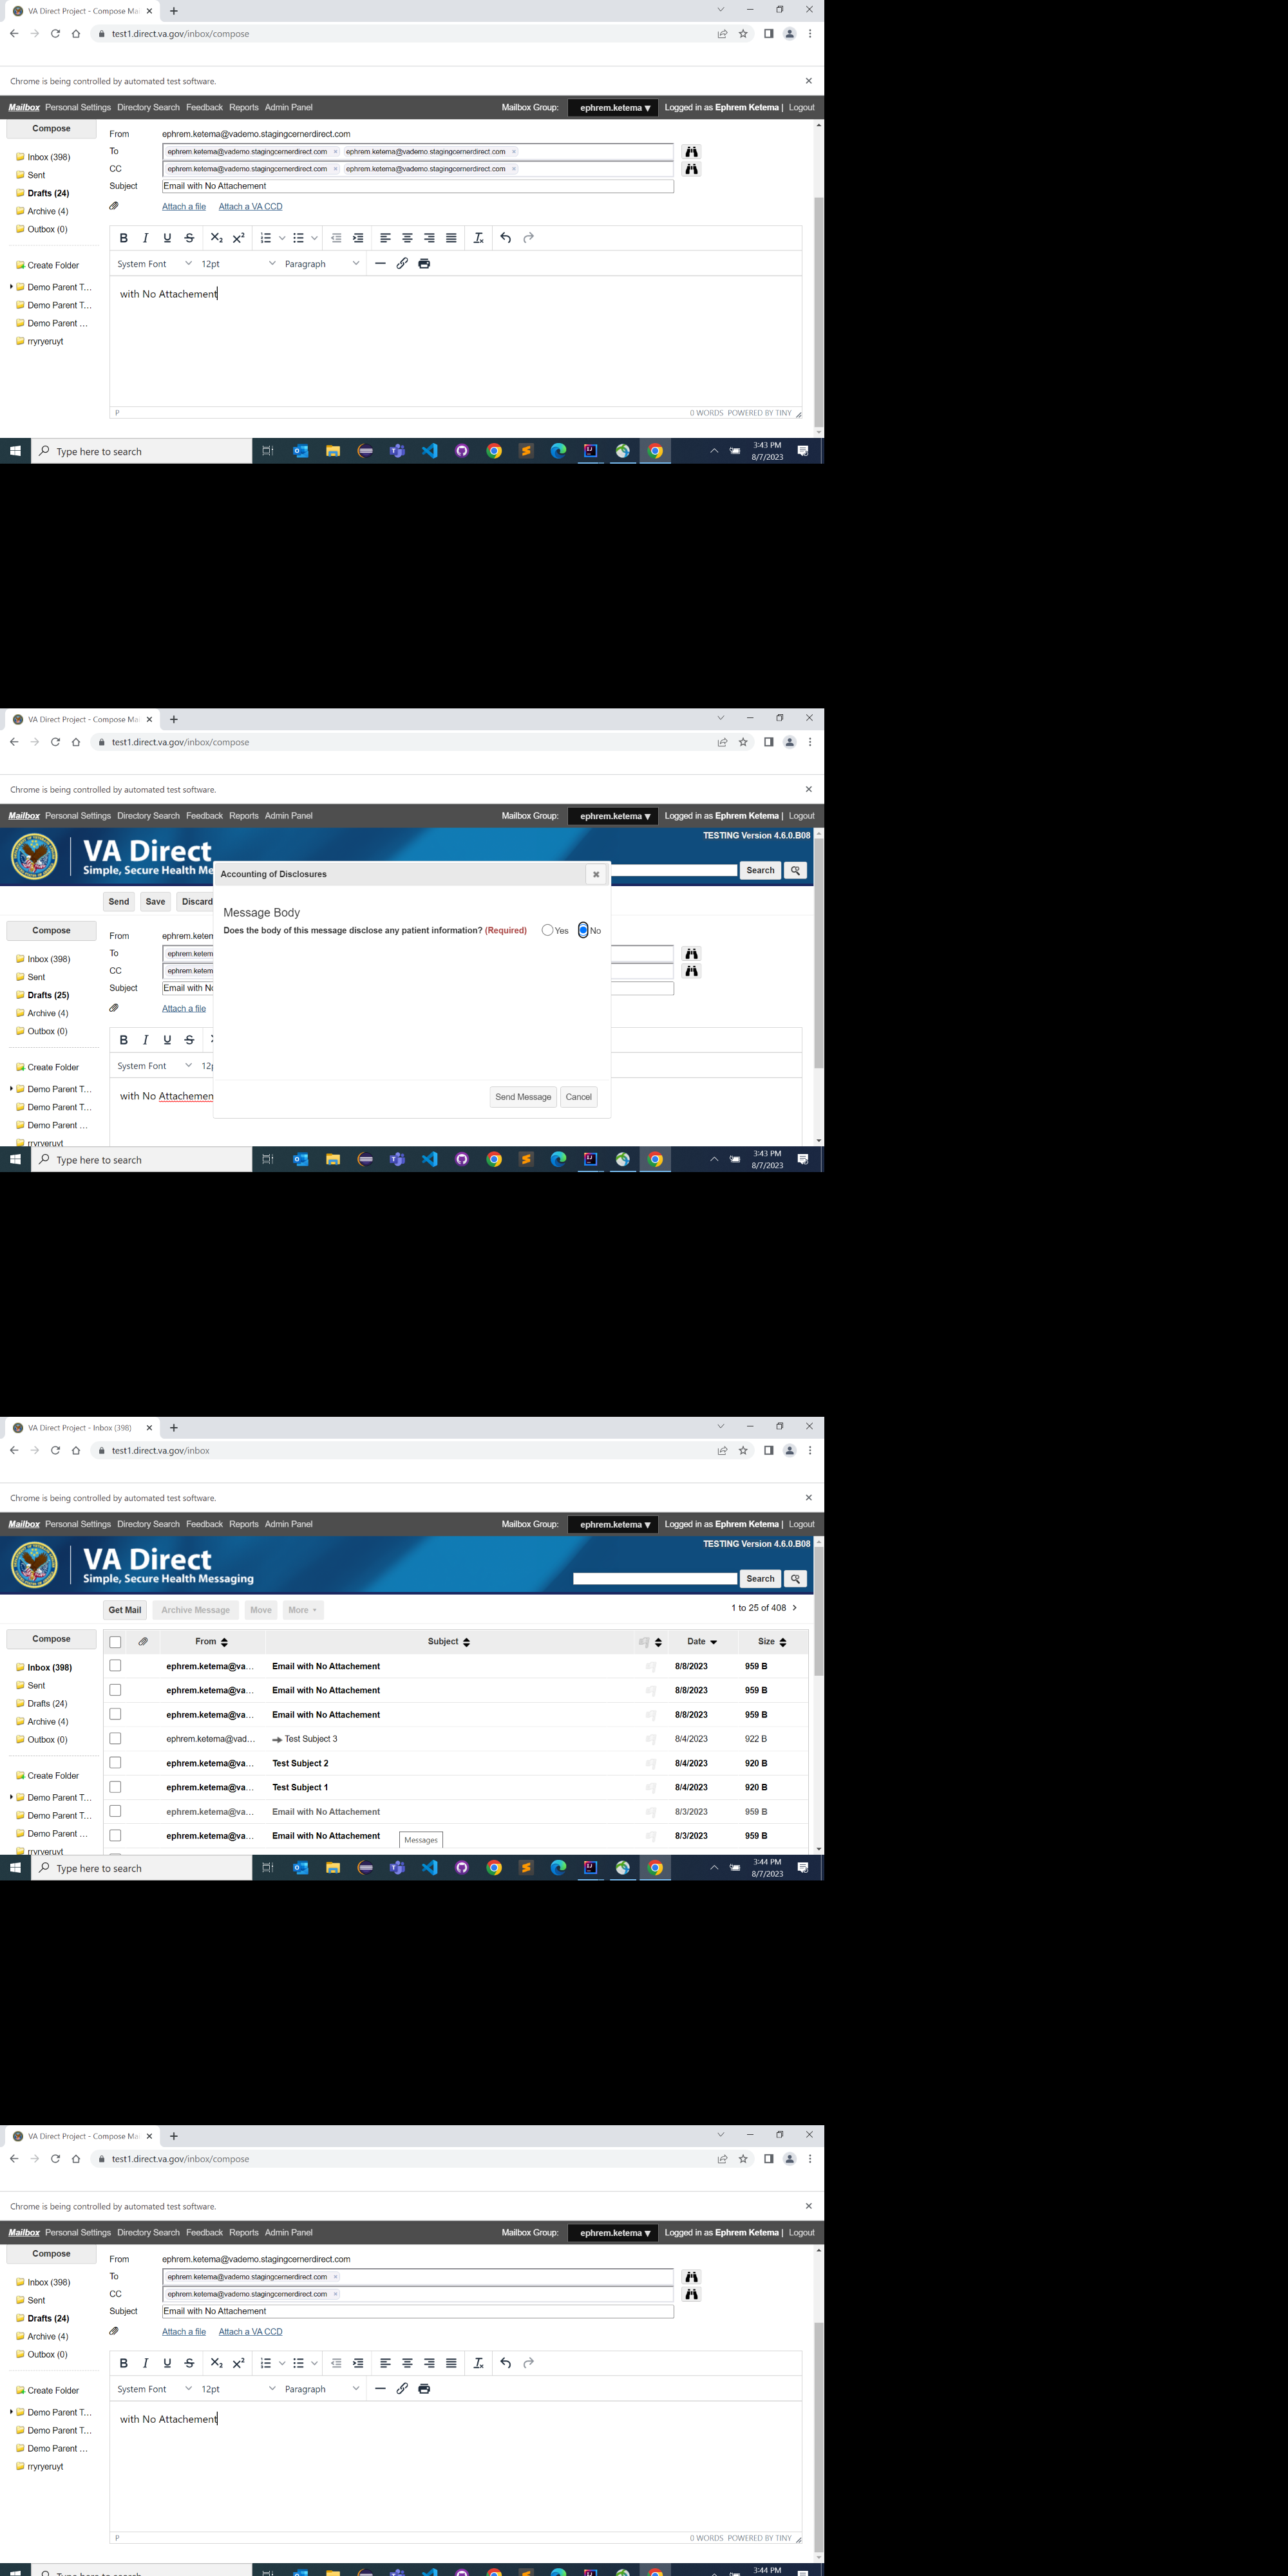 VA Direct Project - Compose Ma
test1.direct.va.gov/inbox/compose
Chrome is being controlled by automated test software.
Mailbox Personal Settings Directory Search Feedback Reports Admin Panel Mailbox Group: ephrem.ketema ▼ Logged in as Ephrem Ketema | Logout
Compose
From ephrem.ketema@vademo.stagingcernerdirect.com
To ephrem.ketema@vademo.stagingcernerdirect.com × ephrem.ketema@vademo.stagingcernerdirect.com ×
CC ephrem.ketema@vademo.stagingcernerdirect.com × ephrem.ketema@vademo.stagingcernerdirect.com ×
Subject Email with No Attachement
Attach a file Attach a VA CCD
Inbox (398)
Sent
Drafts (24)
Archive (4)
Outbox (0)
Create Folder
Demo Parent T...
Demo Parent T...
Demo Parent ...
rryryeruyt
System Font 12pt Paragraph
with No Attachement
P 0 WORDS POWERED BY TINY
Type here to search
3:43 PM
8/7/2023
VA Direct Project - Compose Ma
test1.direct.va.gov/inbox/compose
Chrome is being controlled by automated test software.
Mailbox Personal Settings Directory Search Feedback Reports Admin Panel Mailbox Group: ephrem.ketema ▼ Logged in as Ephrem Ketema | Logout
TESTING Version 4.6.0.B08
VA Direct
Simple, Secure Health Me
Search
Accounting of Disclosures
Send Save Discard
Message Body
Does the body of this message disclose any patient information? (Required) Yes No
Compose
From ephrem.keter
To ephrem.ketem
CC ephrem.ketem
Subject Email with No
Attach a file
Inbox (398)
Sent
Drafts (25)
Archive (4)
Outbox (0)
Create Folder
Demo Parent T...
Demo Parent T...
Demo Parent ...
rryryeruyt
System Font 12p
with No Attachemen
Send Message Cancel
Type here to search
3:43 PM
8/7/2023
VA Direct Project - Inbox (398)
test1.direct.va.gov/inbox
Chrome is being controlled by automated test software.
Mailbox Personal Settings Directory Search Feedback Reports Admin Panel Mailbox Group: ephrem.ketema ▼ Logged in as Ephrem Ketema | Logout
TESTING Version 4.6.0.B08
VA Direct
Simple, Secure Health Messaging
Search
Get Mail Archive Message Move More 1 to 25 of 408
Compose
Inbox (398)
Sent
Drafts (24)
Archive (4)
Outbox (0)
Create Folder
Demo Parent T...
Demo Parent T...
Demo Parent ...
rryryeruyt
From Subject Date Size
ephrem.ketema@va... Email with No Attachement 8/8/2023 959 B
ephrem.ketema@va... Email with No Attachement 8/8/2023 959 B
ephrem.ketema@va... Email with No Attachement 8/8/2023 959 B
ephrem.ketema@vad... Test Subject 3 8/4/2023 922 B
ephrem.ketema@va... Test Subject 2 8/4/2023 920 B
ephrem.ketema@va... Test Subject 1 8/4/2023 920 B
ephrem.ketema@va... Email with No Attachement 8/3/2023 959 B
ephrem.ketema@va... Email with No Attachement 8/3/2023 959 B
Messages
Type here to search
3:44 PM
8/7/2023
VA Direct Project - Compose Ma
test1.direct.va.gov/inbox/compose
Chrome is being controlled by automated test software.
Mailbox Personal Settings Directory Search Feedback Reports Admin Panel Mailbox Group: ephrem.ketema ▼ Logged in as Ephrem Ketema | Logout
Compose
From ephrem.ketema@vademo.stagingcernerdirect.com
To ephrem.ketema@vademo.stagingcernerdirect.com ×
CC ephrem.ketema@vademo.stagingcernerdirect.com ×
Subject Email with No Attachement
Attach a file Attach a VA CCD
Inbox (398)
Sent
Drafts (24)
Archive (4)
Outbox (0)
Create Folder
Demo Parent T...
Demo Parent T...
Demo Parent ...
rryryeruyt
System Font 12pt Paragraph
with No Attachement
P 0 WORDS POWERED BY TINY
Type here to search
3:44 PM